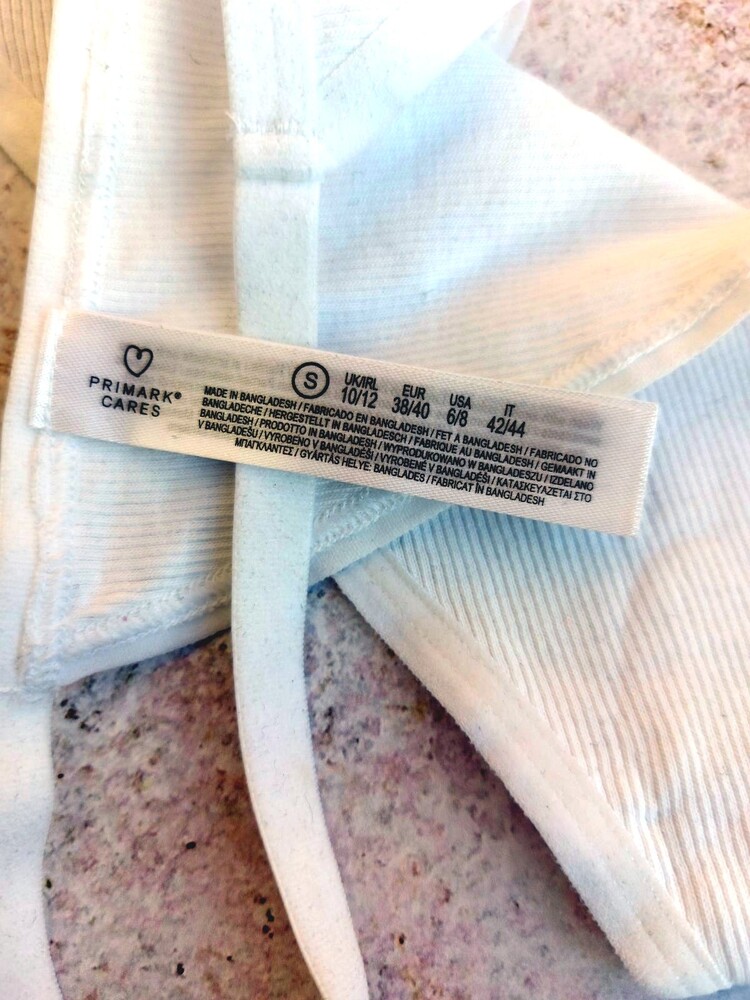 PRIMARK®
CARES
S
UK/IRL EUR USA IT
10/12 38/40 6/8 42/44
MADE IN BANGLADESH / FABRICADO EN BANGLADESH / FET A BANGLADESH / FABRICADO NO
BANGLADECHE / HERGESTELLT IN BANGLADESCH / FABRIQUE AU BANGLADESH / GEMAAKT IN
BANGLADESH / PRODOTTO IN BANGLADESH / WYPRODUKOWANO W BANGLADESZU / IZDELANO
V BANGLADEŠU / VYROBENO V BANGLADÉŠI / VYROBENÉ V BANGLADÉŠI / ΚΑΤΑΣΚΕΥΑΖΕΤΑΙ ΣΤΟ
ΜΠΑΓΚΛΑΝΤΕΣ / GYÁRTÁS HELYE: BANGLADES / FABRICAT ÎN BANGLADESH